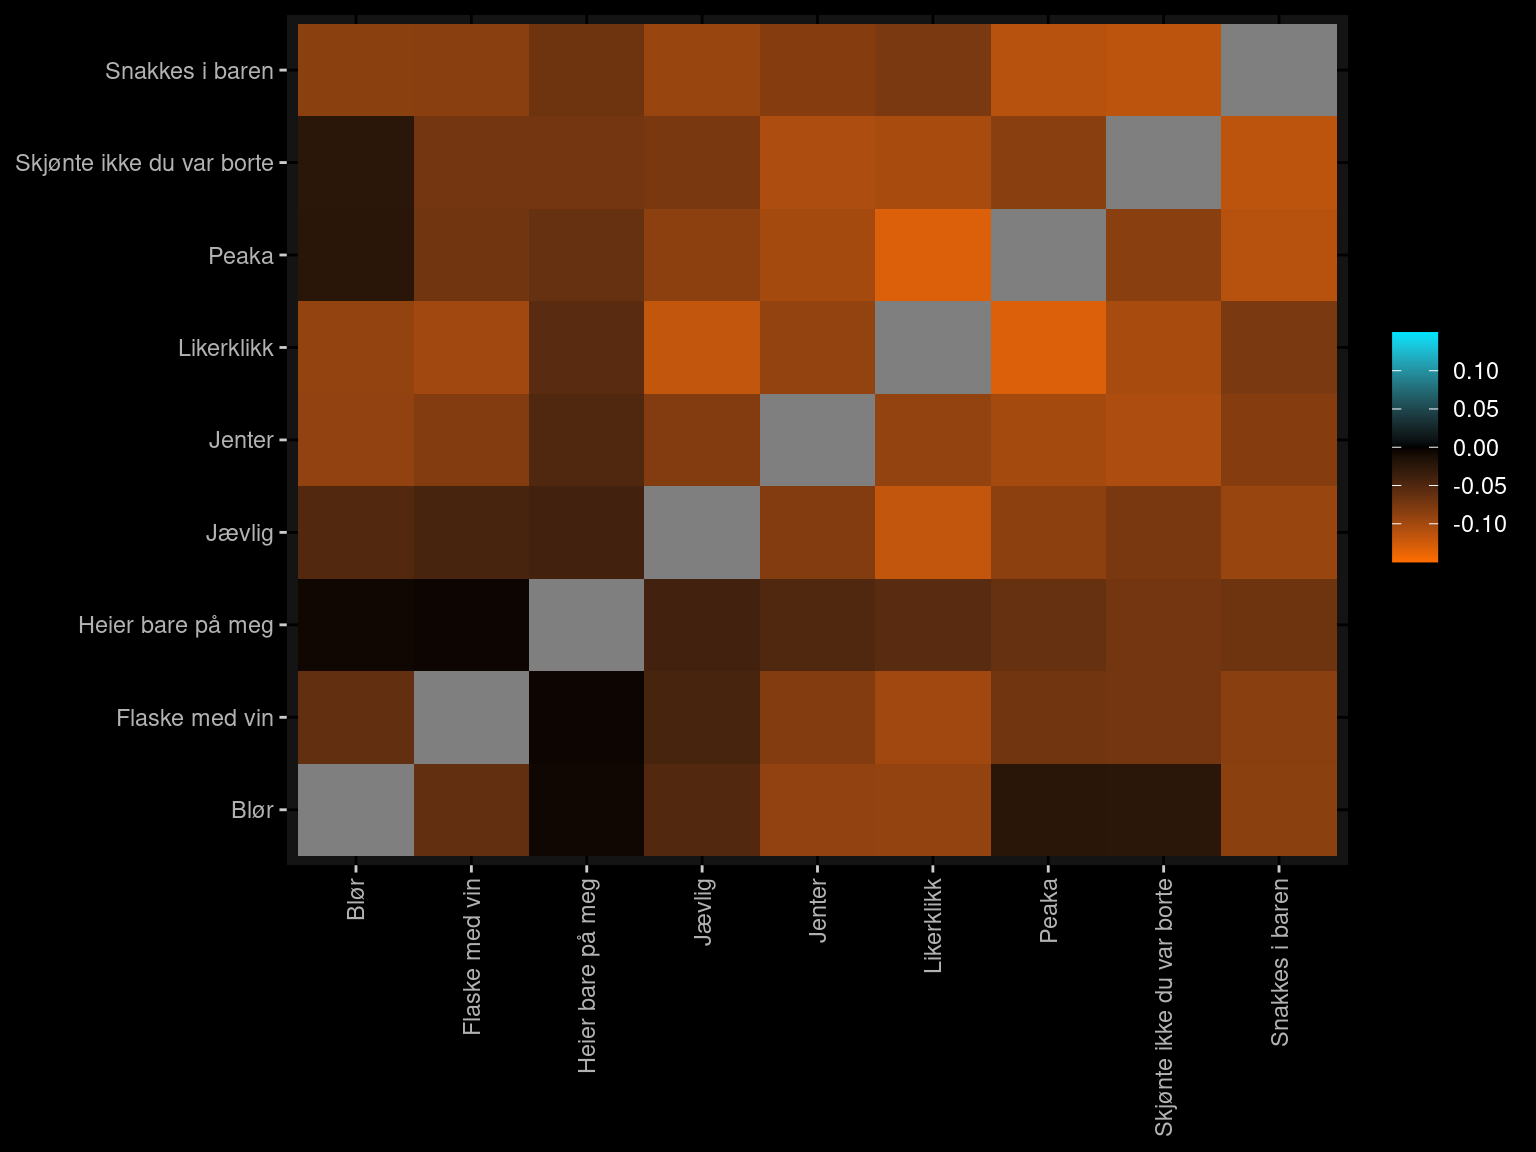 Snakkes i baren
Skjønte ikke du var borte
Peaka
Likerklikk
Jenter
Jævlig
Heier bare på meg
Flaske med vin
Blør
0.10
0.05
0.00
-0.05
-0.10
Blør
Flaske med vin
Heier bare på meg
Jævlig
Jenter
Likerklikk
Peaka
Skjønte ikke du var borte
Snakkes i baren